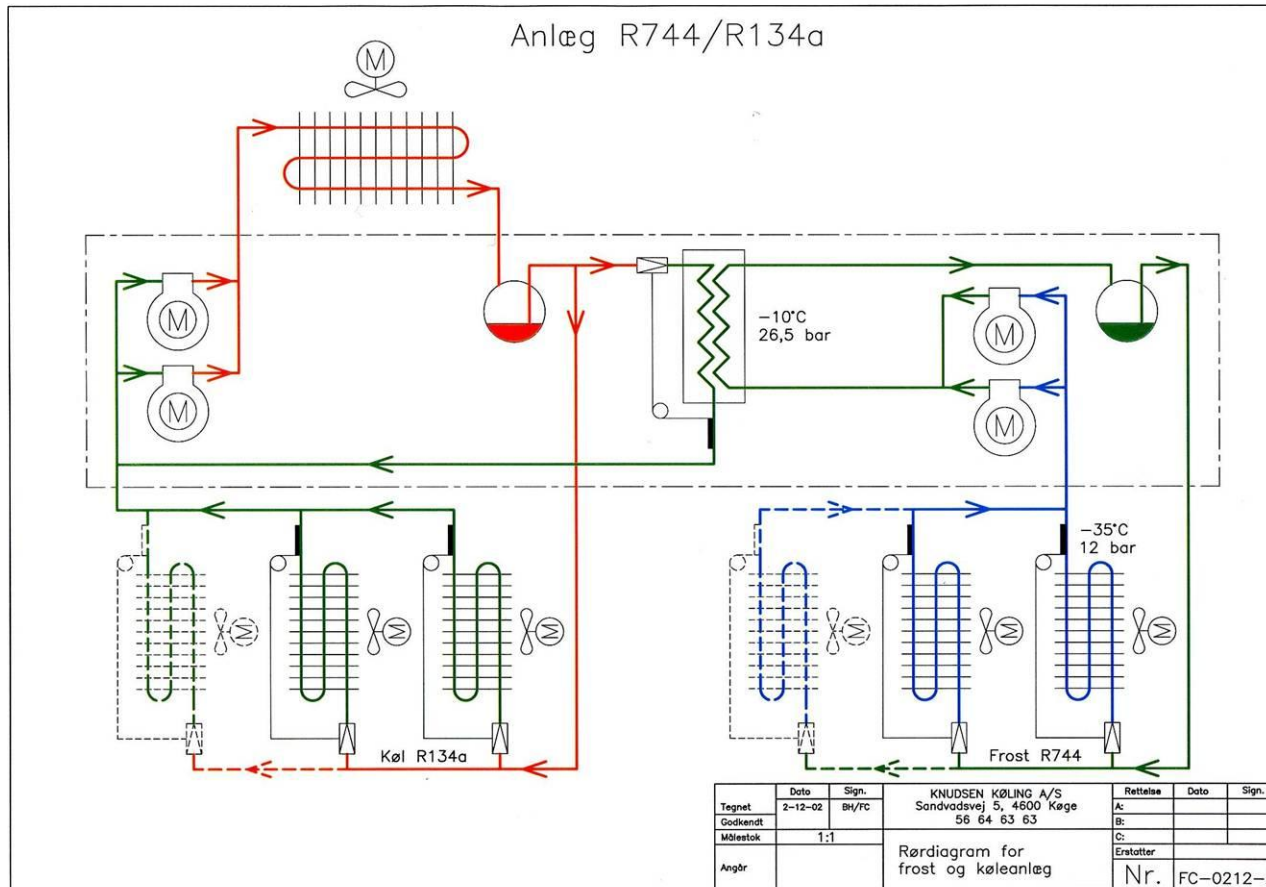 Anlæg R744/R134a
M
M
M
-10°C
26,5 bar
M
M
-35°C
12 bar
M
M
M
M
M
M
Køl R134a
Frost R744
Dato Sign.
Tegnet 2-12-02 BH/FC
Godkendt
Målestok 1:1
Angår
KNUDSEN KØLING A/S
Sandvadsvej 5, 4600 Køge
56 64 63 63
Rørdiagram for
frost og køleanlæg
Rettelse Dato Sign.
A:
B:
C:
Erstatter
Nr. FC-0212-